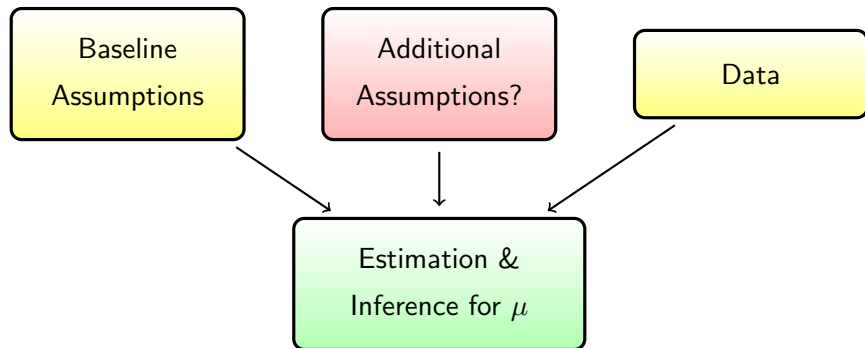 Baseline
Assumptions
Additional
Assumptions?
Data
Estimation &
Inference for μ